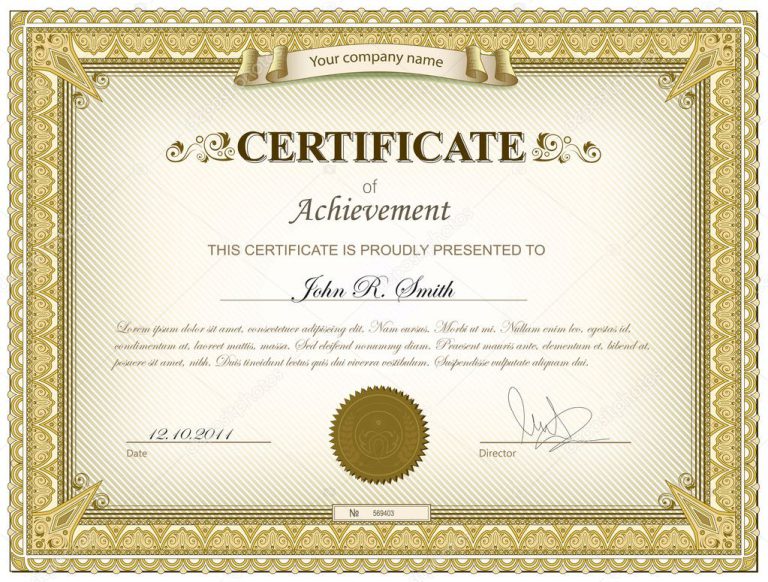 Your company name
CERTIFICATE
of
Achievement
THIS CERTIFICATE IS PROUDLY PRESENTED TO
John R. Smith
Lorem ipsum dolor sit amet, consectetuer adipiscing elit. Nam cursus. Morbi ut mi. Nullam enim leo, egestas id,
condimentum at, laoreet mattis, massa. Sed eleifend nonummy diam. Praesent mauris ante, elementum et, bibend at,
posuere sit amet, nibh. Duis tincidunt lectus quis dui viverra vestibulum. Suspendisse vulputate aliquam dui.
12.10.2011
Date
Director
№ 569403